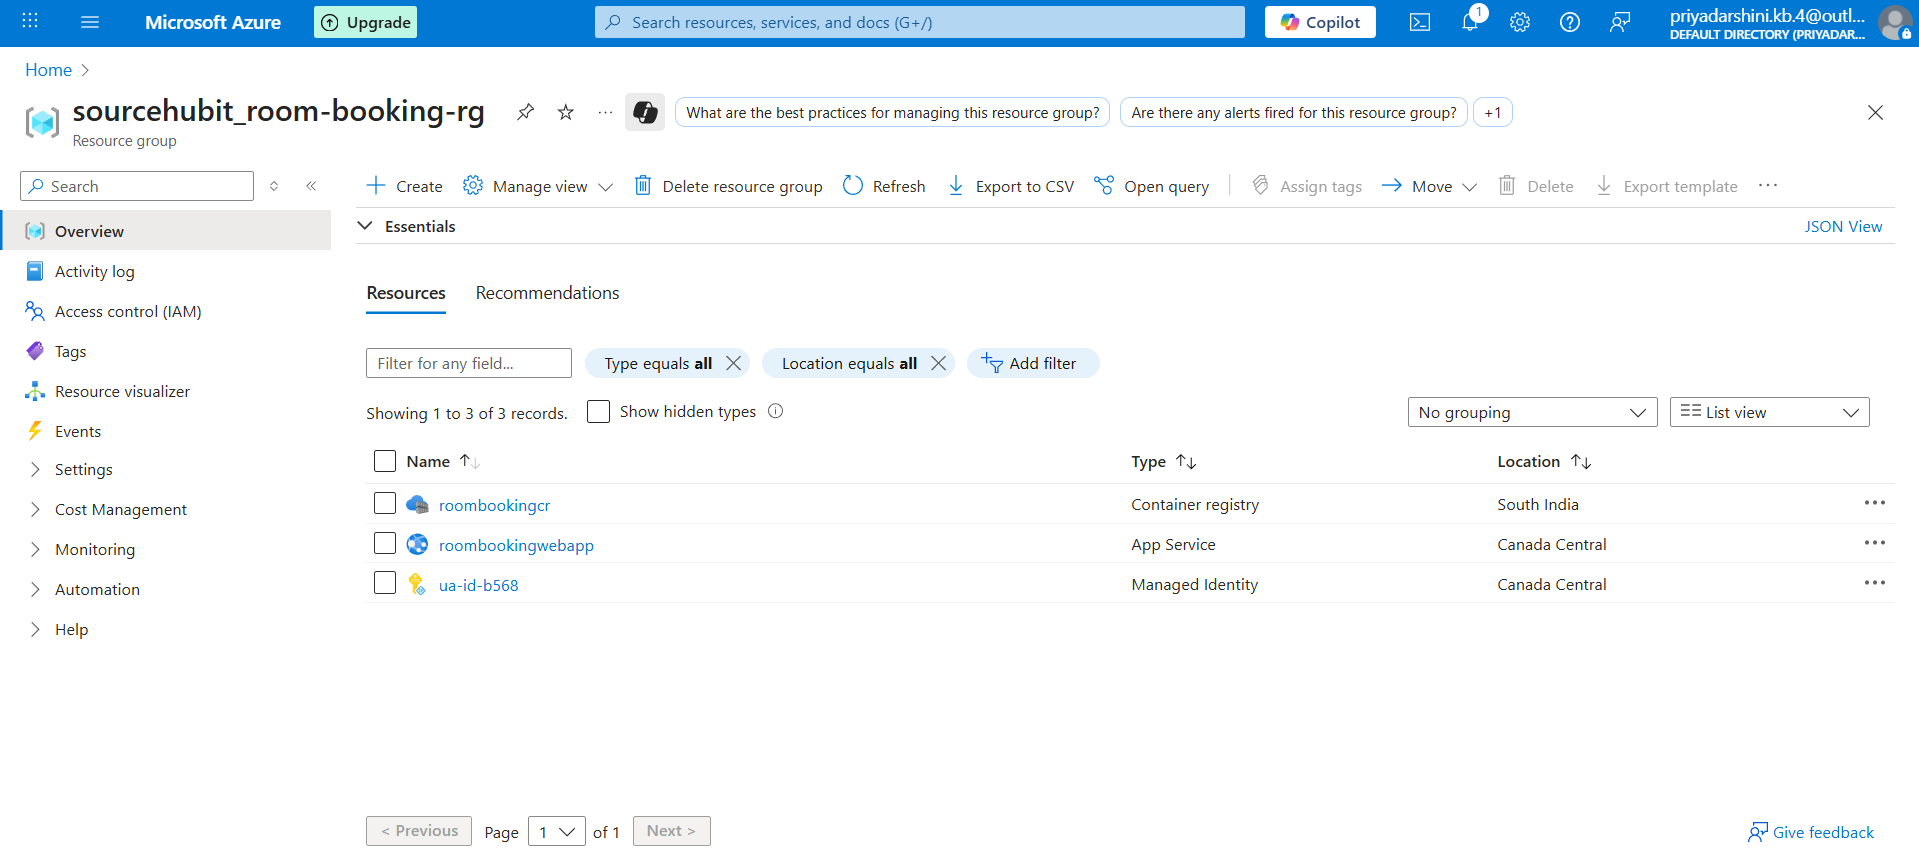 Microsoft Azure
Upgrade
Search resources, services, and docs (G+/)
Copilot
1
priyadarshini.kb.4@outl...
DEFAULT DIRECTORY (PRIYADAR...
Home
sourcehubit_room-booking-rg
Resource group
What are the best practices for managing this resource group?
Are there any alerts fired for this resource group?
+1
Search
Overview
Activity log
Access control (IAM)
Tags
Resource visualizer
Events
Settings
Cost Management
Monitoring
Automation
Help
Create
Manage view
Delete resource group
Refresh
Export to CSV
Open query
Assign tags
Move
Delete
Export template
Essentials
JSON View
Resources
Recommendations
Filter for any field...
Type equals all
Location equals all
Add filter
Showing 1 to 3 of 3 records.
Show hidden types
No grouping
List view
Name
Type
Location
roombookingcr
Container registry
South India
roombookingwebapp
App Service
Canada Central
ua-id-b568
Managed Identity
Canada Central
< Previous
Page
1
of 1
Next >
Give feedback